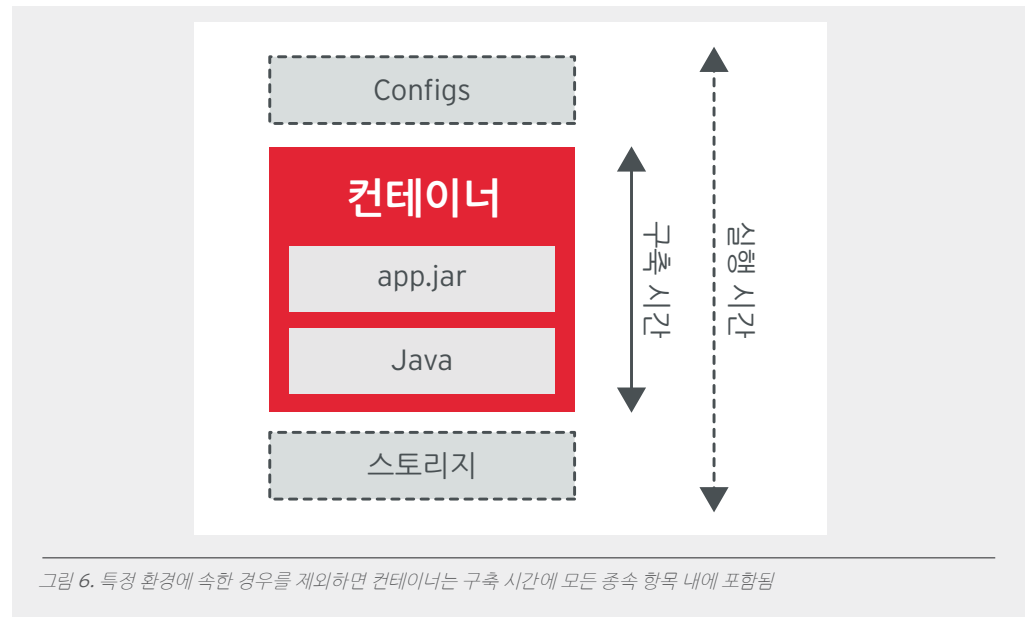 Configs
컨테이너
app.jar
Java
스토리지
구축 시간
실행 시간
그림 6. 특정 환경에 속한 경우를 제외하면 컨테이너는 구축 시간에 모든 종속 항목 내에 포함됨